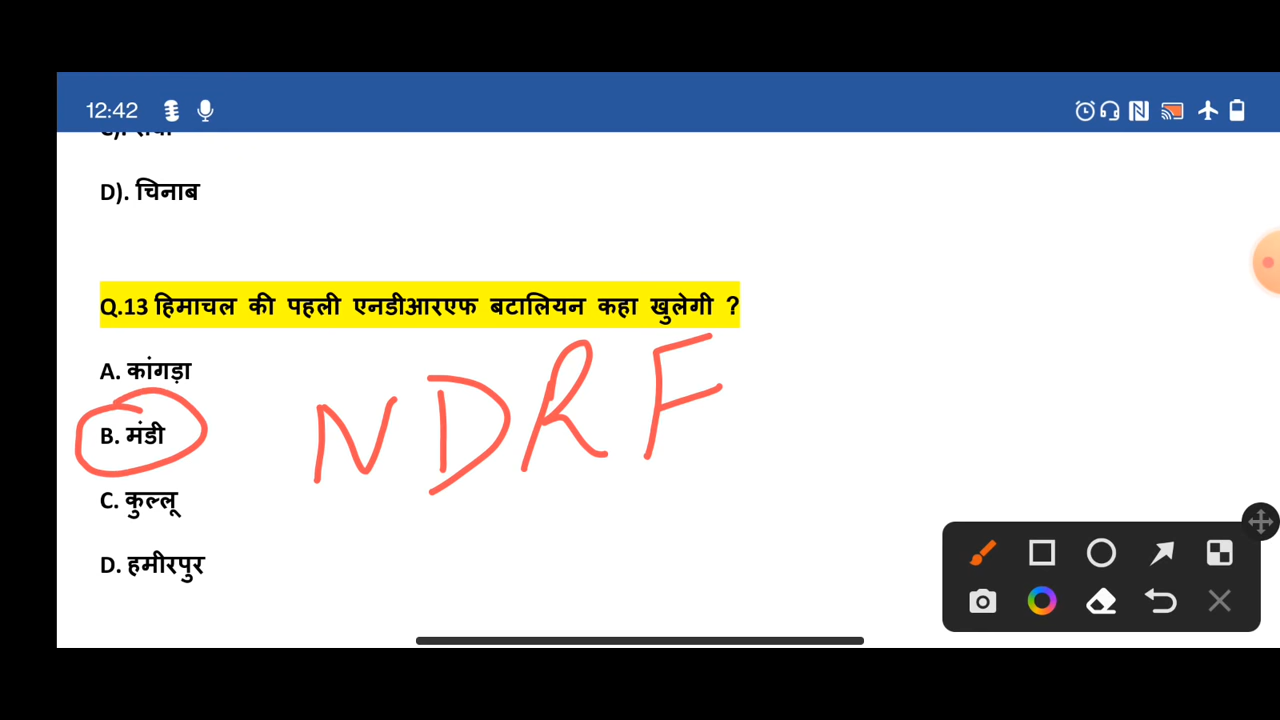 12:42
D). चिनाब
Q.13 हिमाचल की पहली एनडीआरएफ बटालियन कहा खुलेगी ?
A. कांगड़ा
NDRF
B. मंडी
C. कुल्लू
D. हमीरपुर